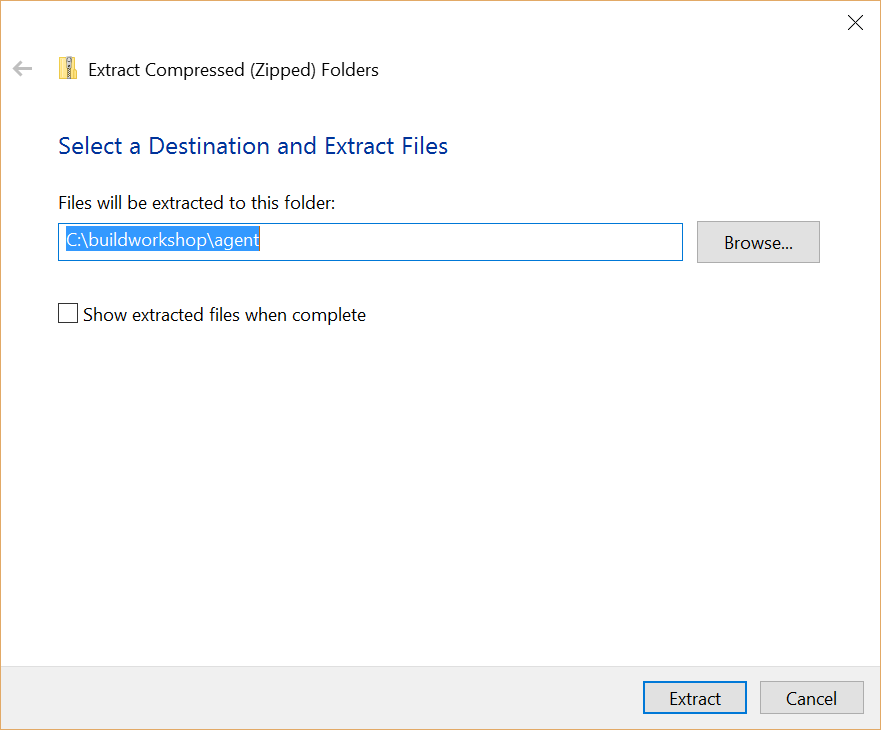 Extract Compressed (Zipped) Folders
Select a Destination and Extract Files
Files will be extracted to this folder:
C:\buildworkshop\agent
Browse...
Show extracted files when complete
Extract
Cancel